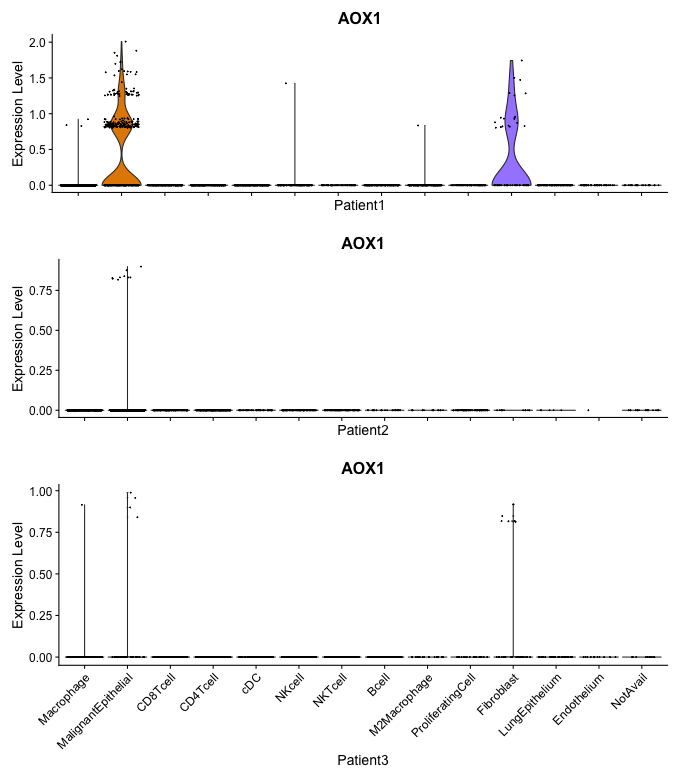 AOX1
Expression Level
2.0
1.5
1.0
0.5
0.0
Patient1
AOX1
Expression Level
0.75
0.50
0.25
0.00
Patient2
AOX1
Expression Level
1.00
0.75
0.50
0.25
0.00
Macrophage
MalignantEpithelial
CD8Tcell
CD4Tcell
cDC
NKcell
NKTcell
Bcell
M2Macrophage
ProliferatingCell
Fibroblast
LungEpithelium
Endothelium
NotAvail
Patient3